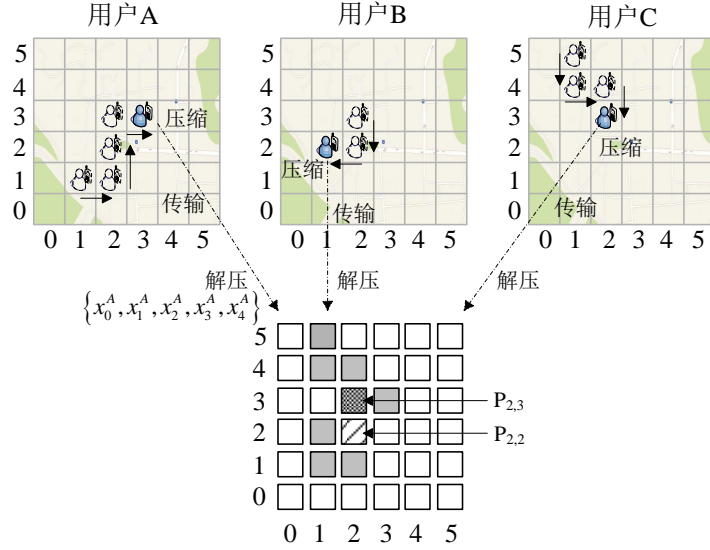 用户A 用户B 用户C
5 5 5
4 4 4
3 压缩 3 3
2 2 压缩 2 压缩
1 1 1
0 传输 0 传输 0 传输
0 1 2 3 4 5 0 1 2 3 4 5 0 1 2 3 4 5
解压 解压 解压
{x_0^A, x_1^A, x_2^A, x_3^A, x_4^A}
5
4
3 P2,3
2 P2,2
1
0
0 1 2 3 4 5